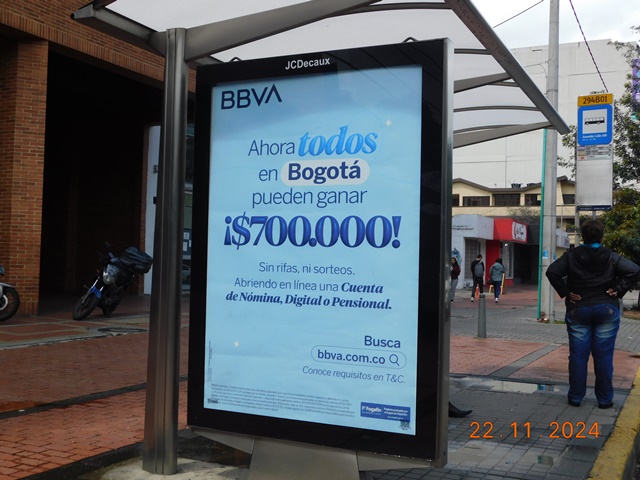 JCDecaux
BBVA
Ahora todos
en Bogotá
pueden ganar
¡$700.000!
Sin rifas, ni sorteos.
Abriendo en línea una Cuenta
de Nómina, Digital o Pensional.
Busca
bbva.com.co
Conoce requisitos en T&C.
Fogafín
294B01
22 11 2024